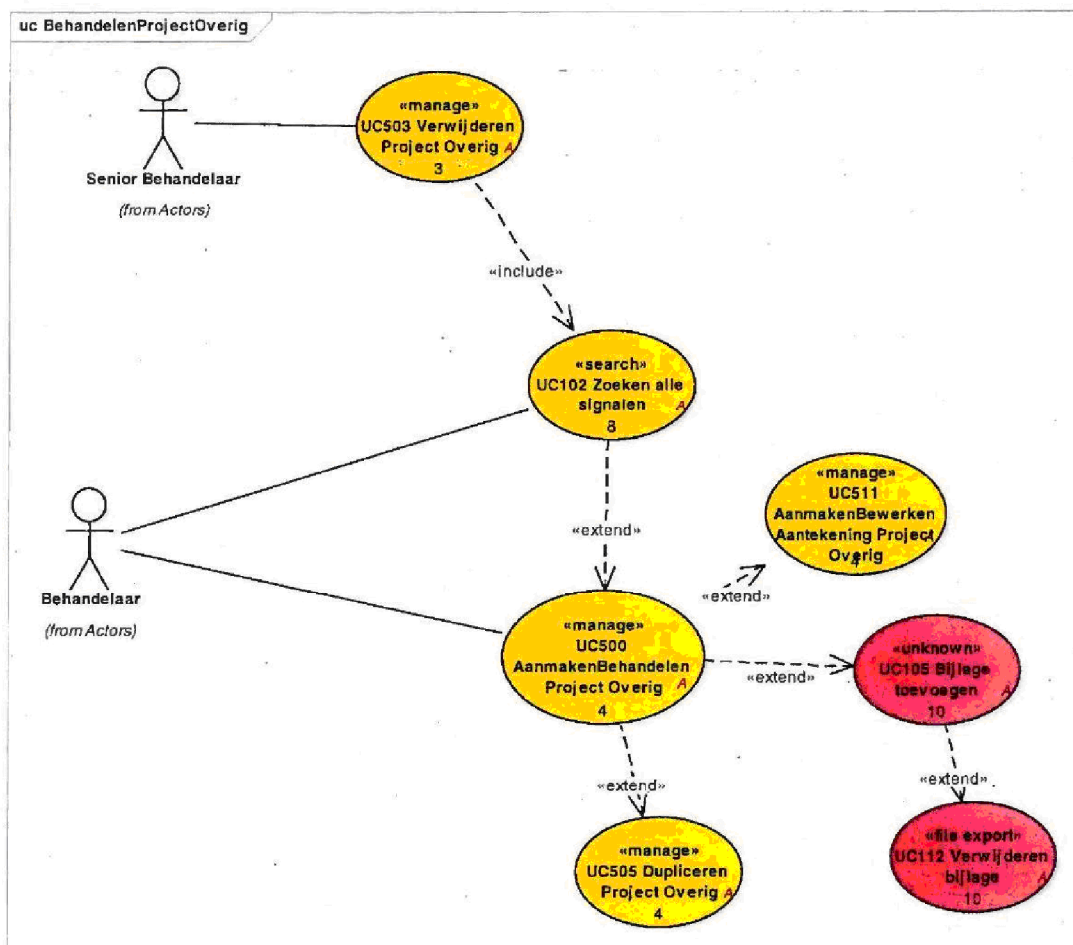 uc BehandelenProjectOverig
«manage»
UC503 Verwijderen
Project Overig A
3
Senior Behandelaar
(from Actors)
«include»
«search»
UC102 Zoeken alle
signalen A
8
«manage»
UC511
AanmakenBewerken
Aantekening Project
Overig A
4
«extend»
«extend»
Behandelaar
(from Actors)
«manage»
UC500
AanmakenBehandelen
Project Overig A
4
«unknown»
UC105 Bijlage
toevoegen A
10
«extend»
«extend»
«extend»
«manage»
UC505 Dupliceren
Project Overig A
4
«file export»
UC112 Verwijderen
bijlage A
10